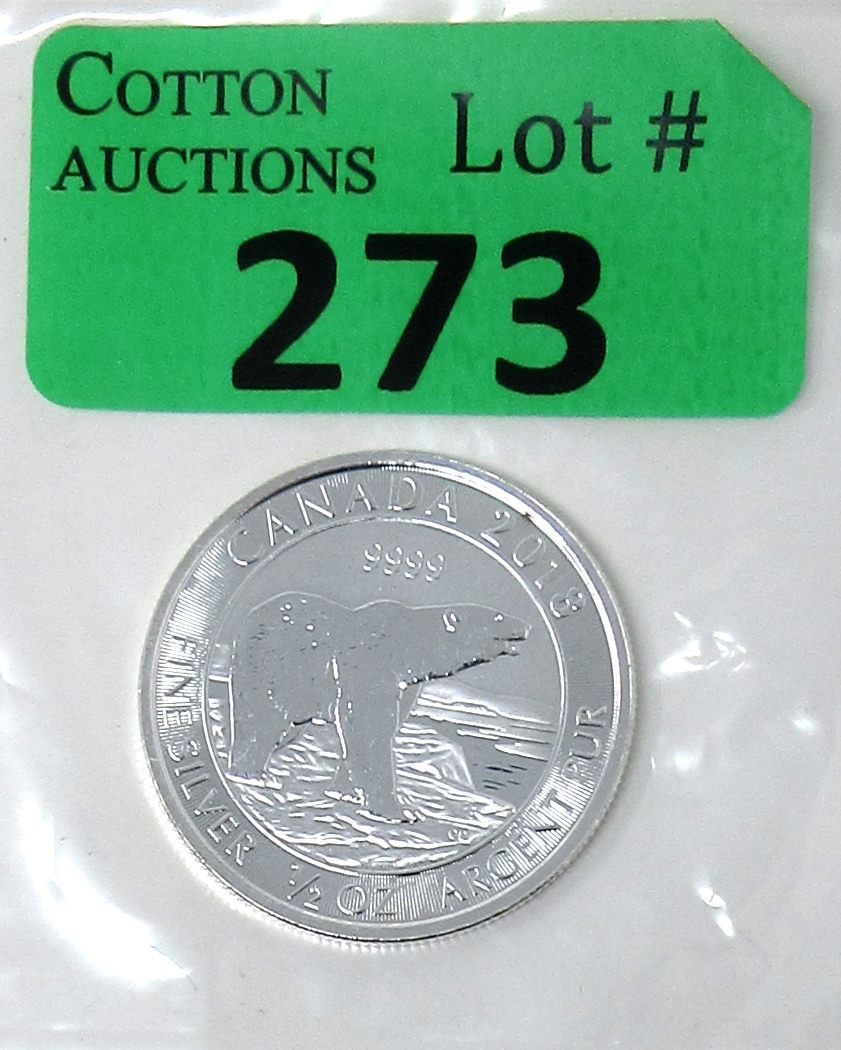 COTTON
AUCTIONS
Lot #
273
CANADA 2018
9999
FINE SILVER 1/2 OZ ARGENT PUR